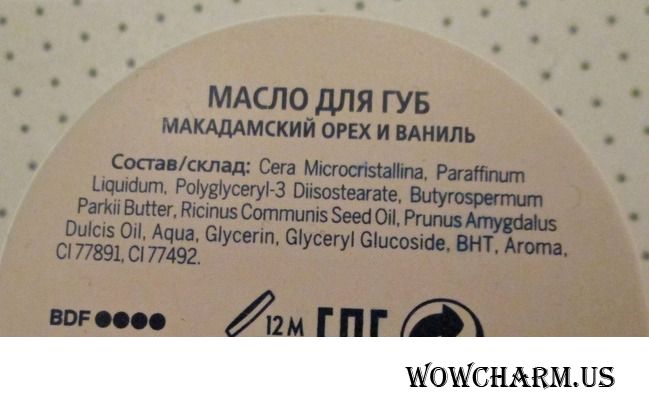 МАСЛО ДЛЯ ГУБ
МАКАДАМСКИЙ ОРЕХ И ВАНИЛЬ
Состав/склад: Cera Microcristallina, Paraffinum
Liquidum, Polyglyceryl-3 Diisostearate, Butyrospermum
Parkii Butter, Ricinus Communis Seed Oil, Prunus Amygdalus
Dulcis Oil, Aqua, Glycerin, Glyceryl Glucoside, BHT, Aroma,
CI 77891, CI 77492.
BDF 12 M
WOWCHARM.US